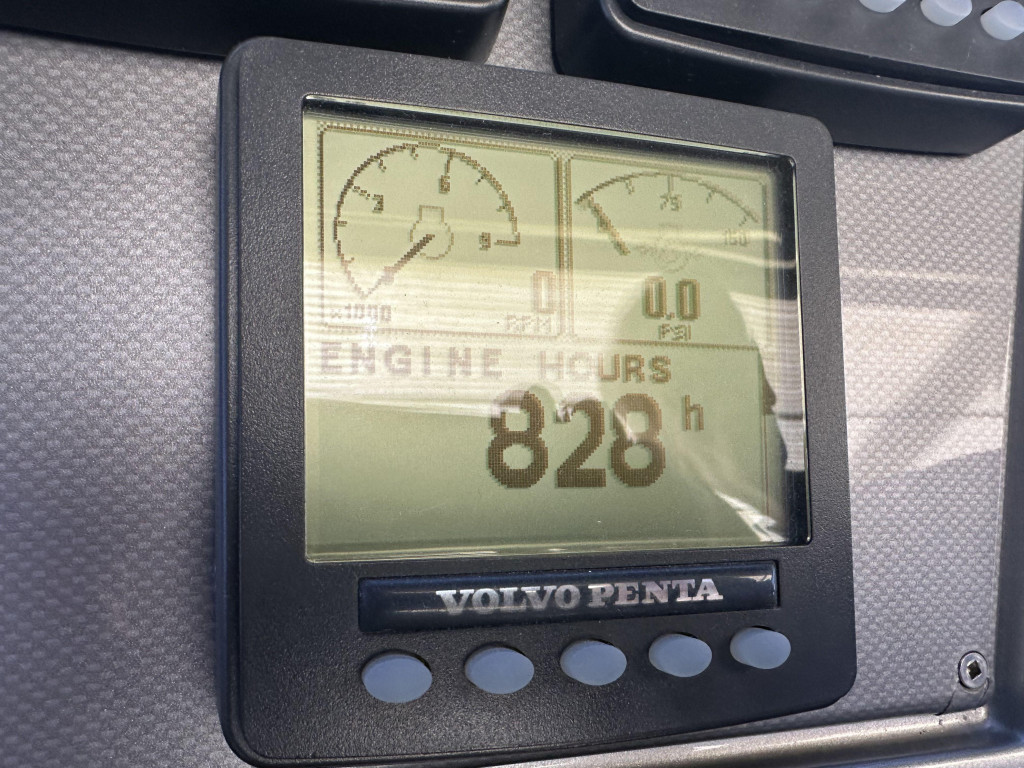 3
6
9
x1000
0
RPM
75
150
0.0
PSI
ENGINE HOURS
828 h
VOLVO PENTA